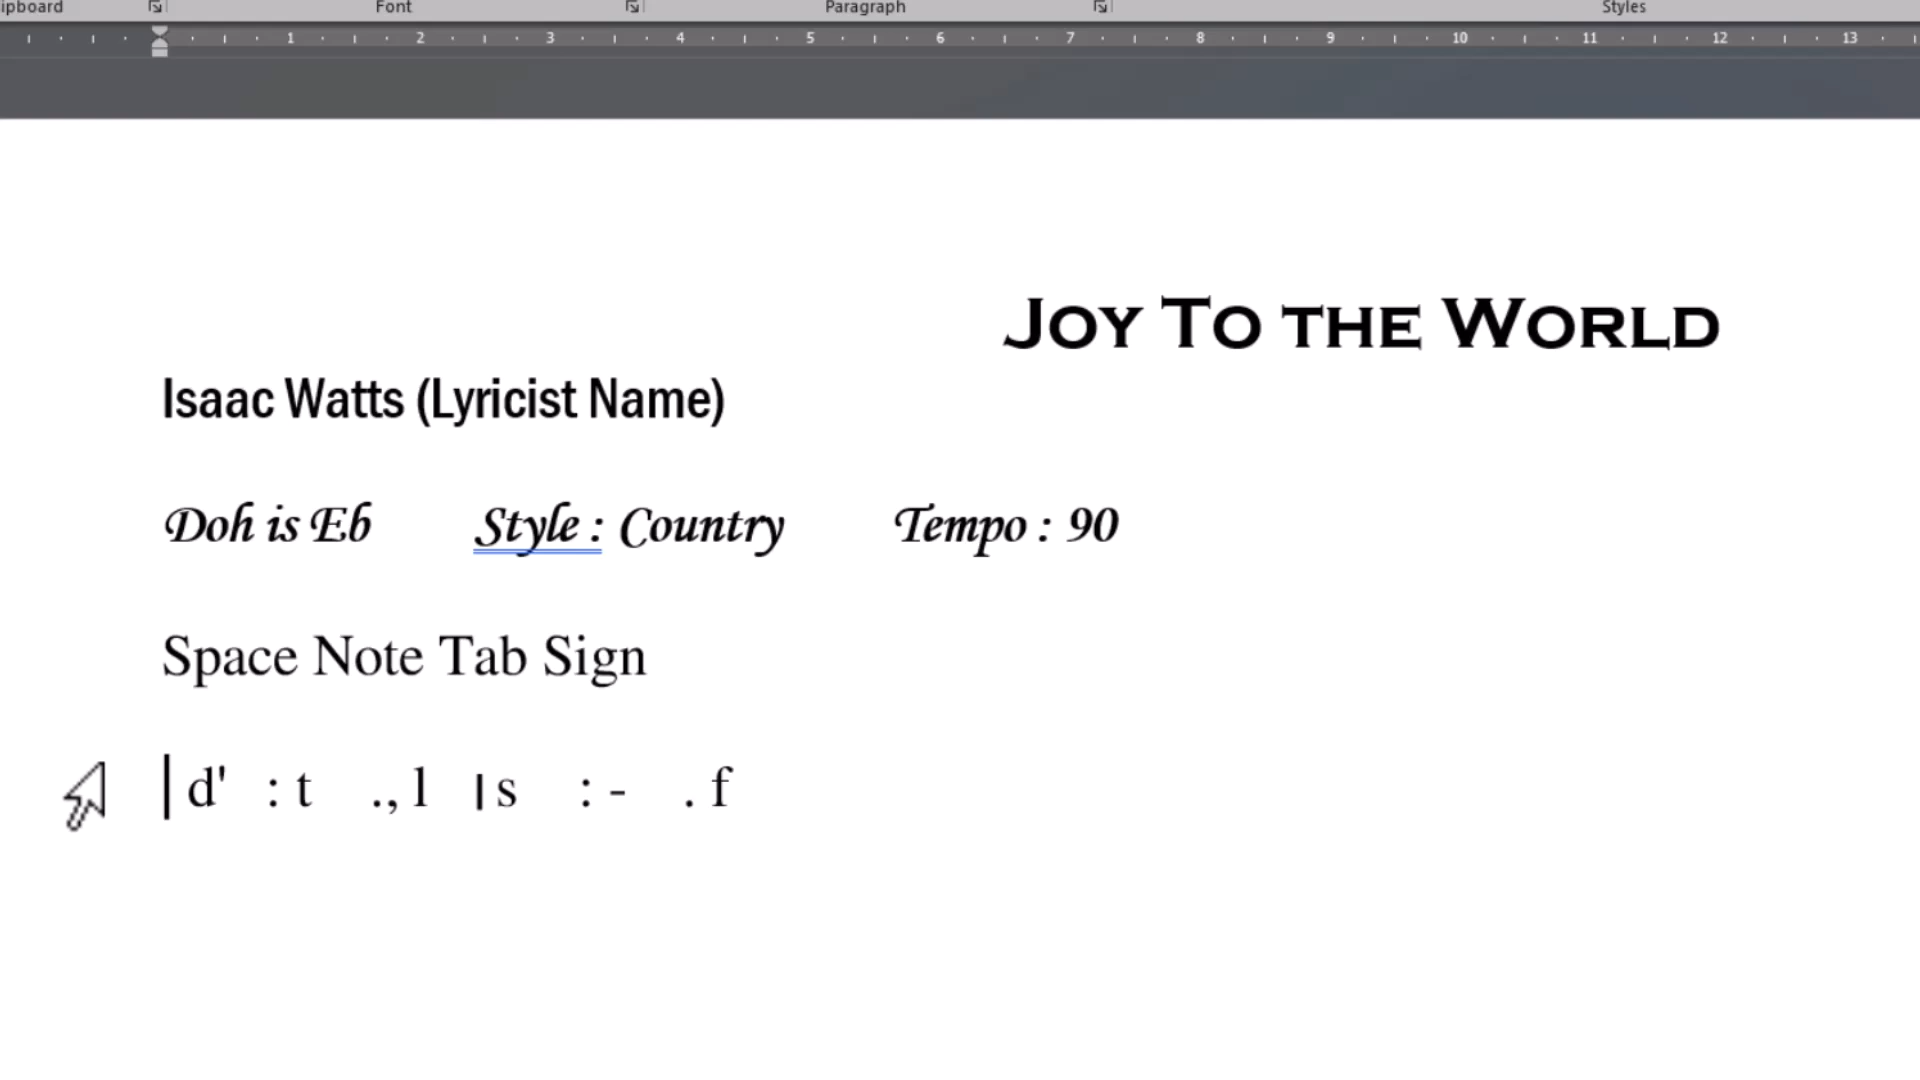 ipboard Font Paragraph Styles
1 2 3 4 5 6 7 8 9 10 11 12 13
Joy To the World
Isaac Watts (Lyricist Name)
Doh is Eb Style : Country Tempo : 90
Space Note Tab Sign
| d' : t ., l | s : - . f